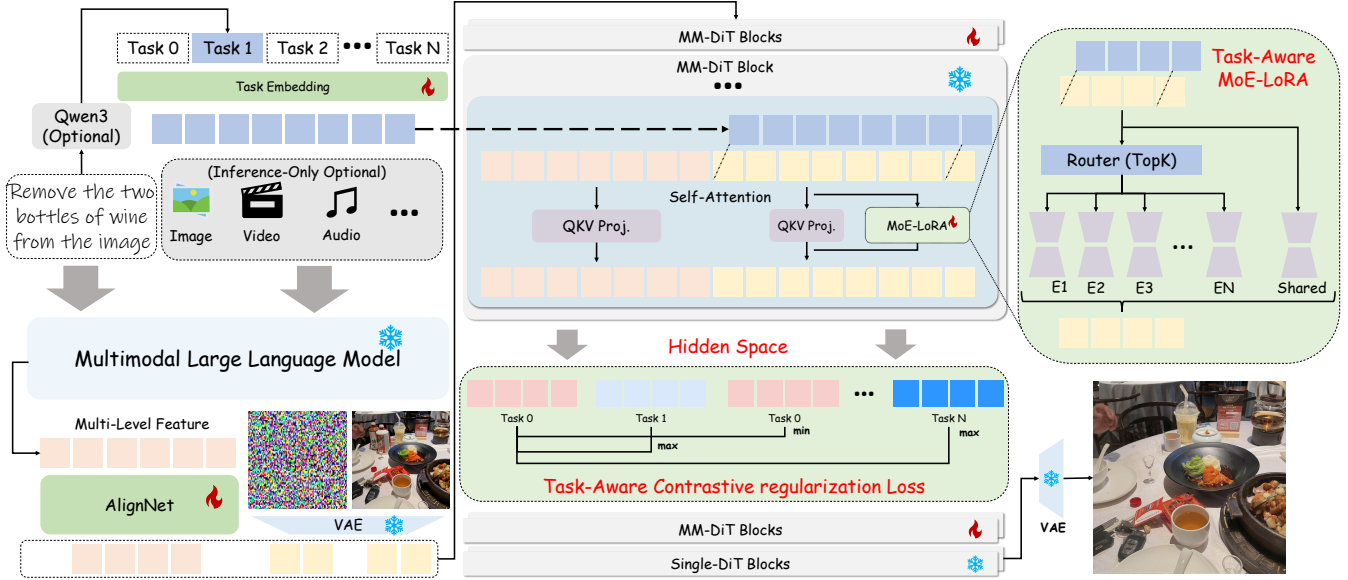 Task 0
Task 1
Task 2
Task N
Task Embedding
Qwen3
(Optional)
Remove the two
bottles of wine
from the image
(Inference-Only Optional)
Image
Video
Audio
Multimodal Large Language Model
Multi-Level Feature
AlignNet
VAE
MM-DiT Blocks
MM-DiT Block
Self-Attention
QKV Proj.
QKV Proj.
MoE-LoRA
Hidden Space
Task 0
Task 1
Task 0
Task N
min
max
max
Task-Aware Contrastive regularization Loss
MM-DiT Blocks
Single-DiT Blocks
VAE
Task-Aware
MoE-LoRA
Router (TopK)
E1
E2
E3
EN
Shared